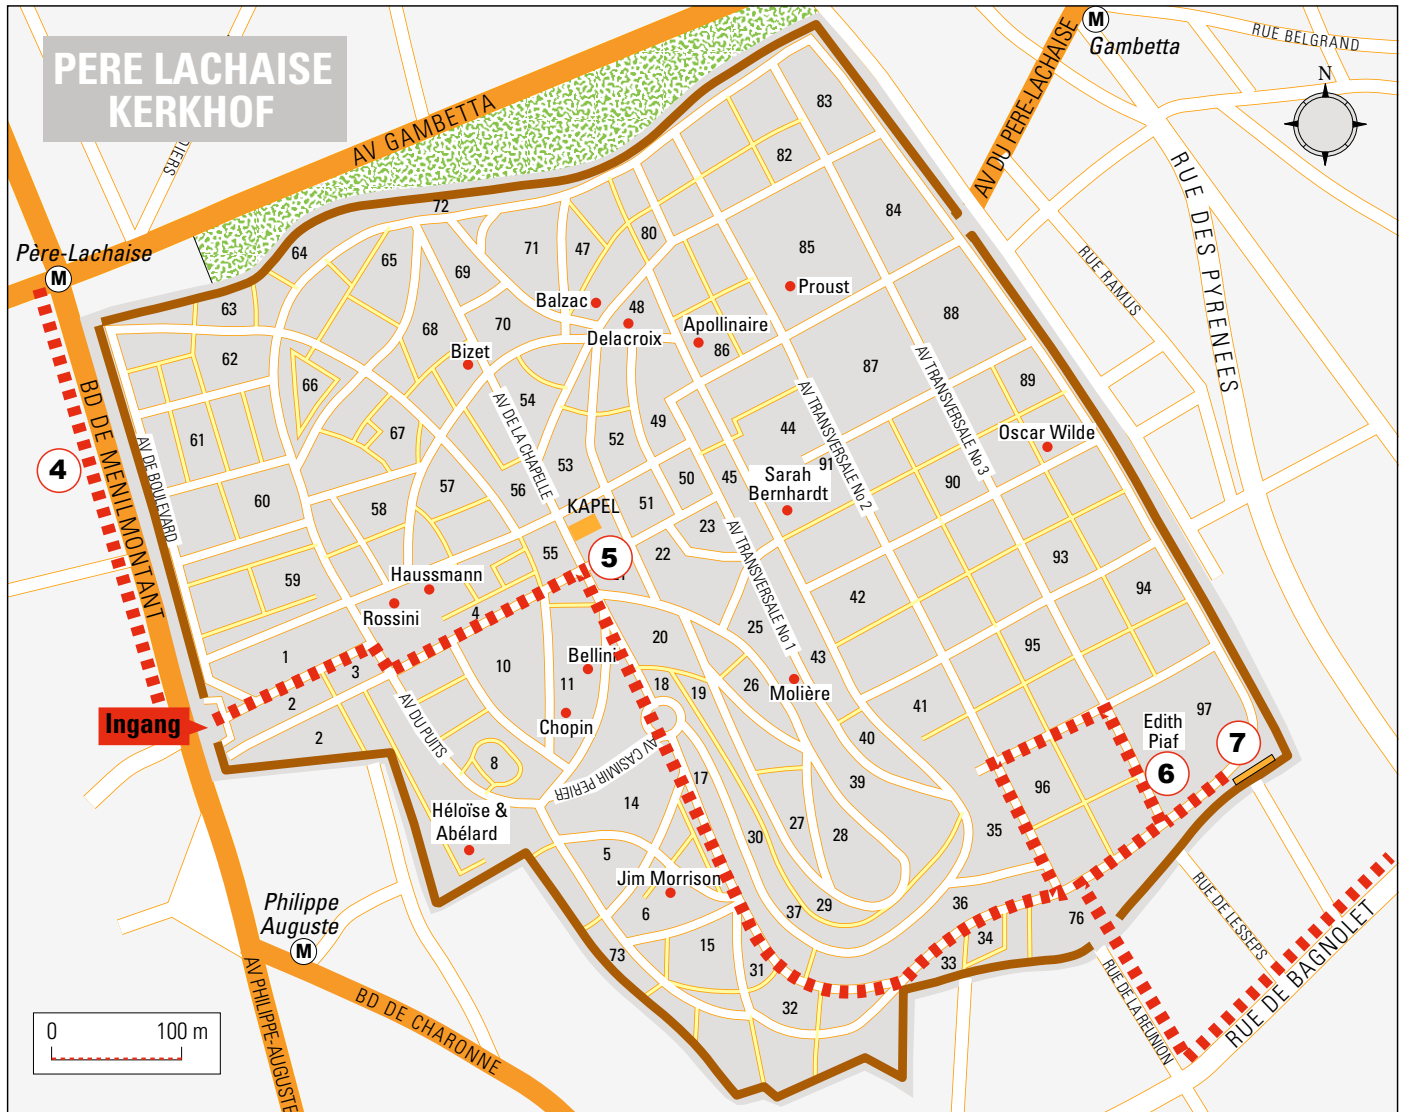 PERE LACHAISE
KERKHOF
AV GAMBETTA
M
Gambetta
RUE BELGRAND
N
AV DU PERE-LACHAISE
RUE DES PYRENEES
RUE RAMUS
Père-Lachaise
M
83
82
84
72
80
85
64
65
71
47
69
Balzac
48
Proust
63
68
70
Delacroix
Apollinaire
86
88
62
Bizet
87
89
66
54
49
44
AV TRANSVERSALE No 3
AV TRANSVERSALE No 2
Oscar Wilde
BD DE MENILMONTANT
AV DE BOULEVARD
61
67
AV DE LA CHAPELLE
52
53
50
45
91
90
4
57
56
51
Sarah
Bernhardt
60
58
KAPEL
23
AV TRANSVERSALE No 1
55
5
22
93
59
Haussmann
94
Rossini
4
42
1
3
10
Bellini
20
25
43
95
2
11
18
19
26
Molière
Ingang
AV DU PUITS
Chopin
41
97
2
8
AV CASIMIR PERIER
40
Edith
Piaf
7
6
17
39
96
Héloïse &
Abélard
14
30
27
28
35
5
Jim Morrison
37
29
36
6
15
34
76
Philippe
Auguste
M
73
31
33
32
RUE DE LESSEPS
RUE DE BAGNOLET
RUE DE LA REUNION
AV PHILIPPE-AUGUSTE
BD DE CHARONNE
0
100 m